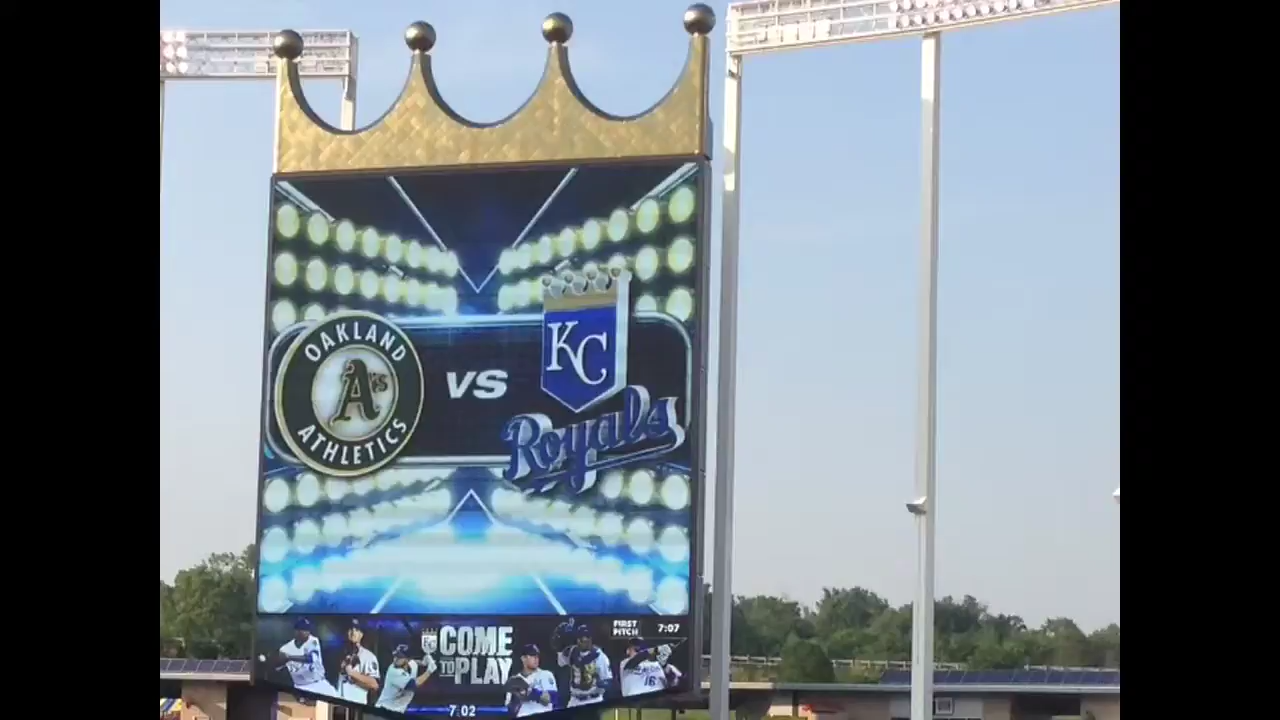 OAKLAND
A's
ATHLETICS
VS
KC
Royals
COME
TO PLAY
FIRST
PITCH 7:07
16
7:02